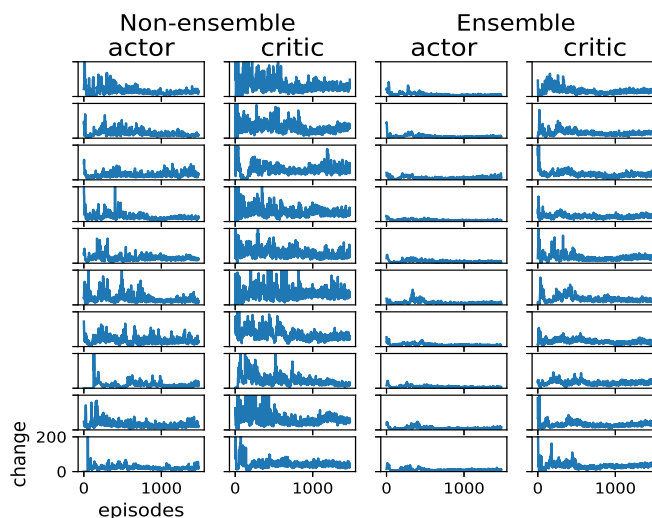 Non-ensemble Ensemble
actor critic actor critic
change
200
0
0 1000 0 1000 0 1000 0 1000
episodes